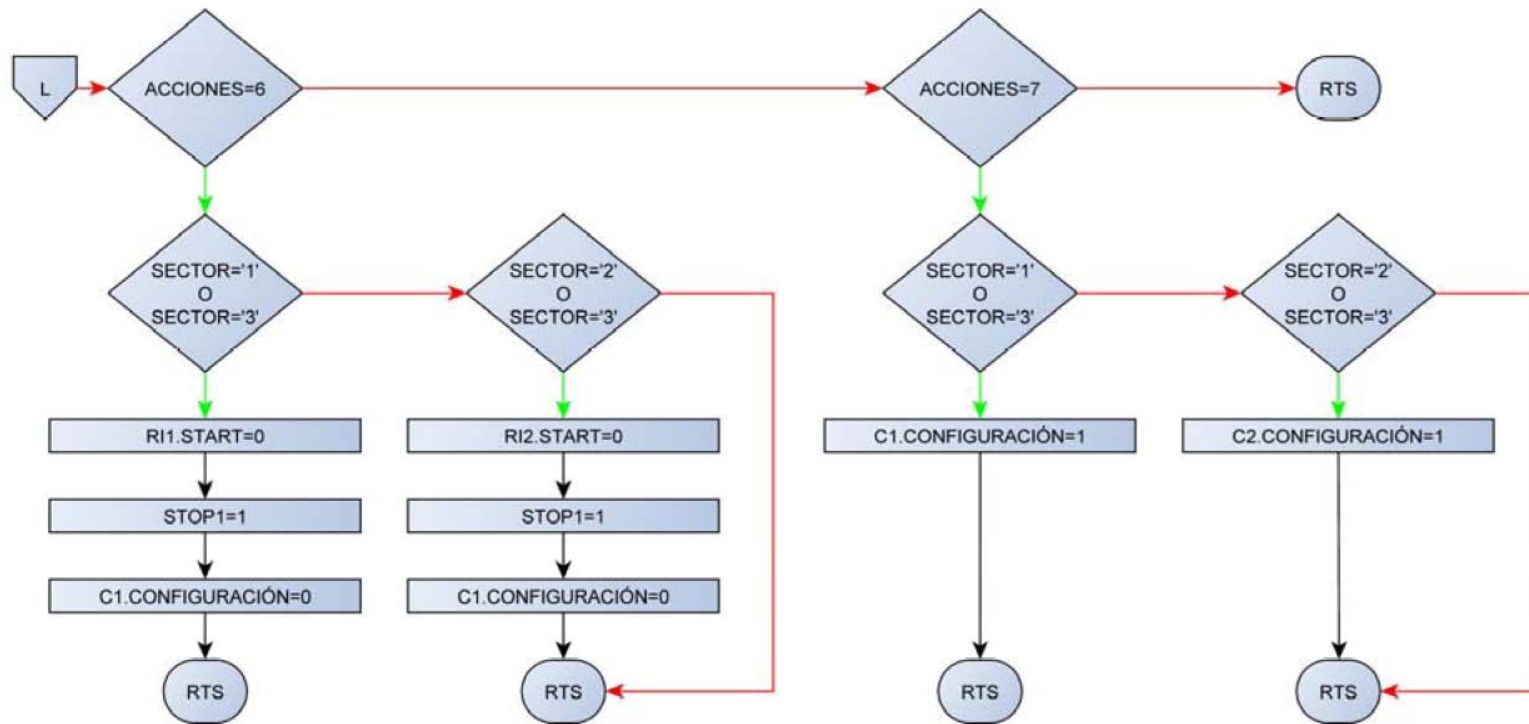 L
ACCIONES=6
ACCIONES=7
RTS
SECTOR='1'
O
SECTOR='3'
SECTOR='2'
O
SECTOR='3'
SECTOR='1'
O
SECTOR='3'
SECTOR='2'
O
SECTOR='3'
RI1.START=0
RI2.START=0
C1.CONFIGURACIÓN=1
C2.CONFIGURACIÓN=1
STOP1=1
STOP1=1
C1.CONFIGURACIÓN=0
C1.CONFIGURACIÓN=0
RTS
RTS
RTS
RTS